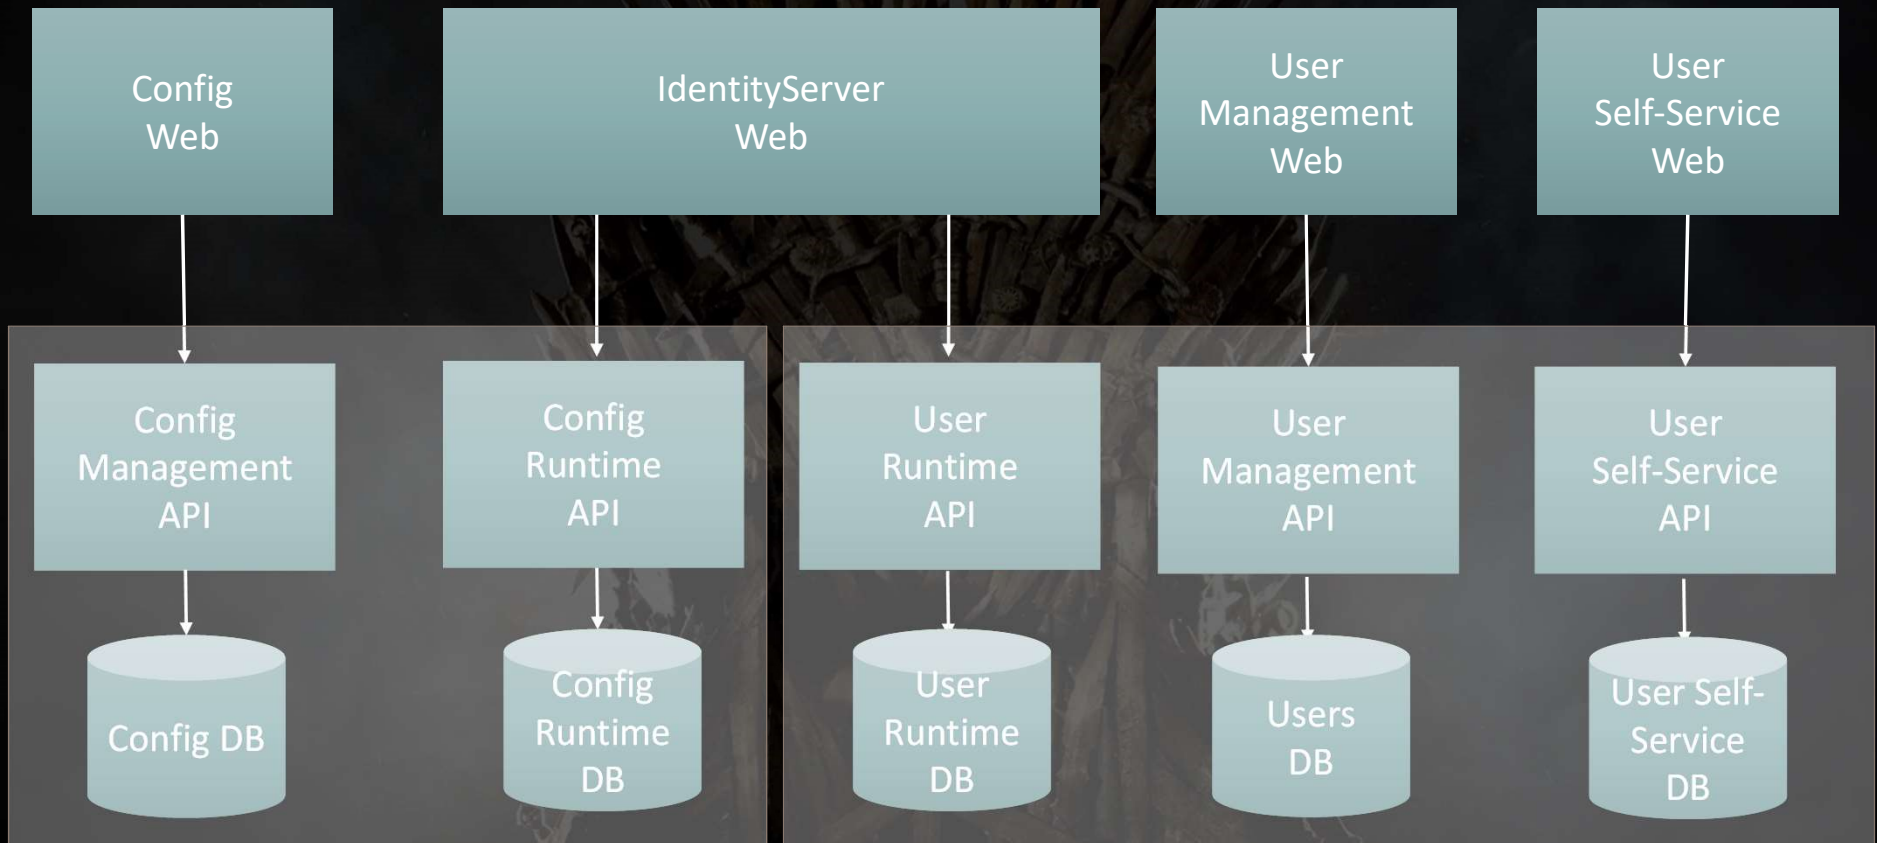 Config
Web
IdentityServer
Web
User
Management
Web
User
Self-Service
Web
Config
Management
API
Config
Runtime
API
User
Runtime
API
User
Management
API
User
Self-Service
API
Config DB
Config
Runtime
DB
User
Runtime
DB
Users
DB
User Self-
Service
DB